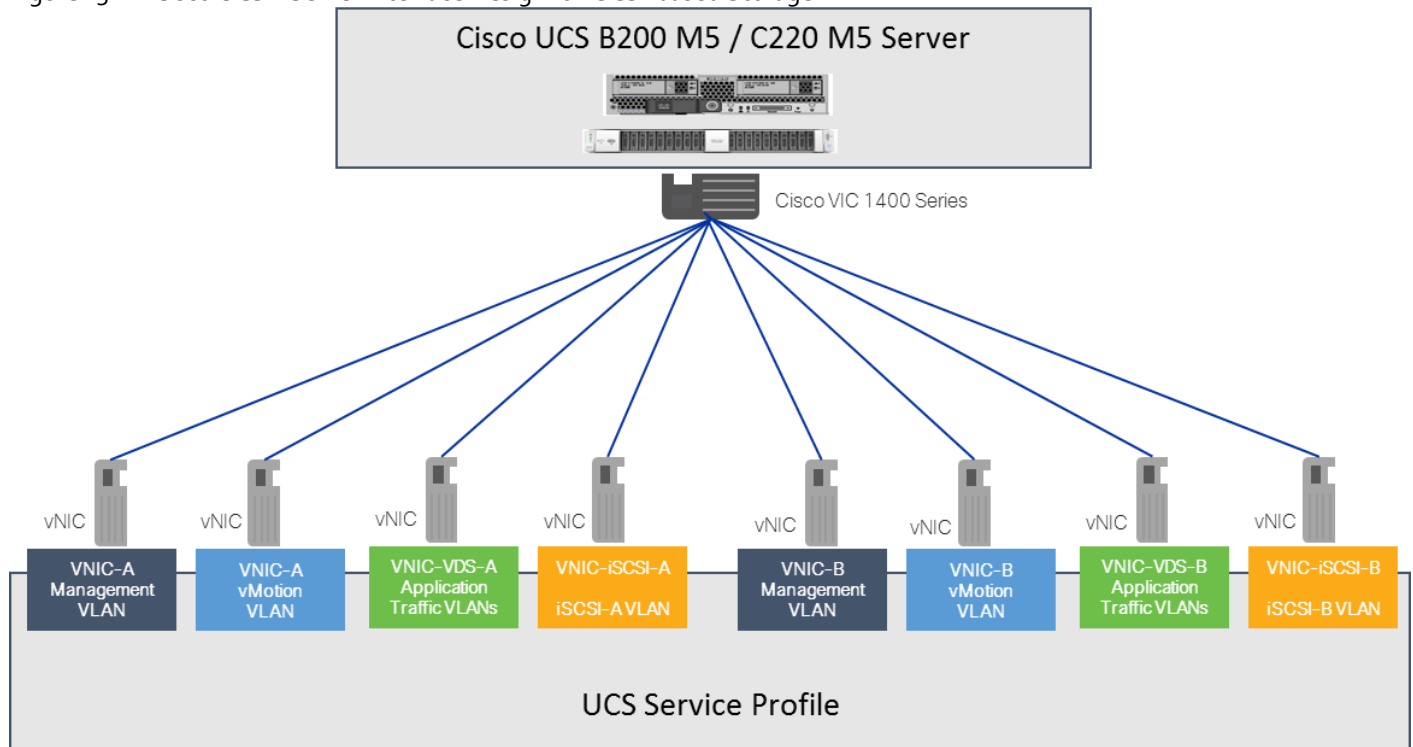 Cisco UCS B200 M5 / C220 M5 Server
Cisco VIC 1400 Series
vNIC
vNIC
vNIC
vNIC
vNIC
vNIC
vNIC
vNIC
VNIC-A
Management
VLAN
VNIC-A
vMotion
VLAN
VNIC-VDS-A
Application
Traffic VLANs
VNIC-iSCSI-A
iSCSI-A VLAN
VNIC-B
Management
VLAN
VNIC-B
vMotion
VLAN
VNIC-VDS-B
Application
Traffic VLANs
VNIC-iSCSI-B
iSCSI-B VLAN
UCS Service Profile